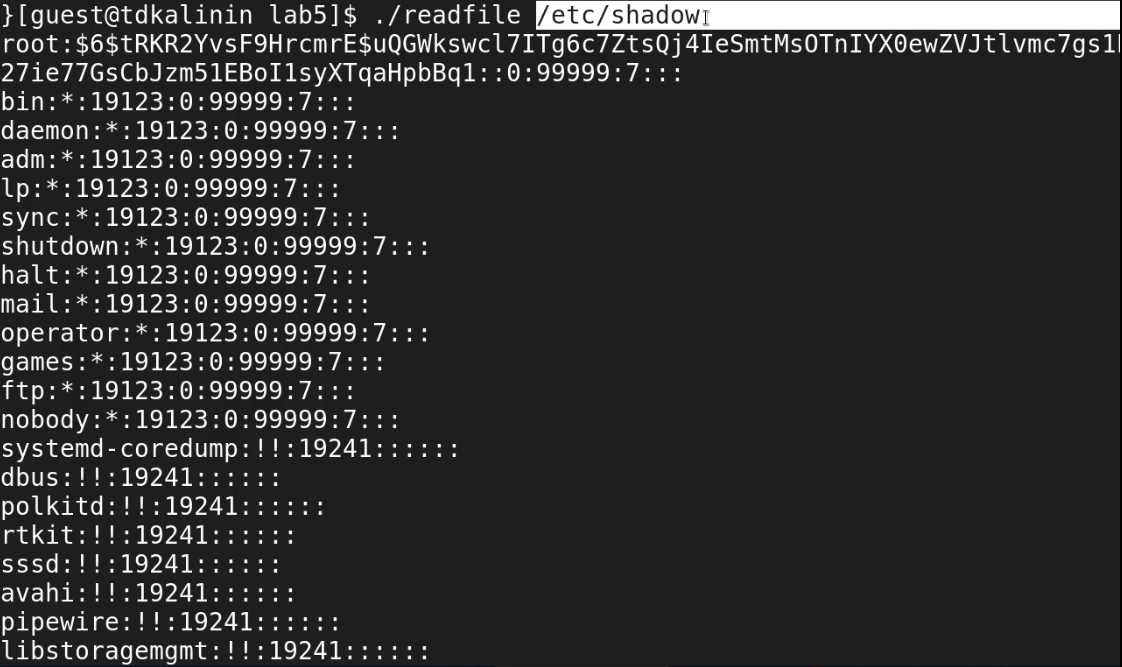 }[guest@tdkalinin lab5]$ ./readfile /etc/shadow
root:$6$tRKR2YvsF9HrcmrE$uQGWkswcl7ITg6c7ZtsQj4IeSmtMsOTnIYX0ewZVJtlvmc7gs1
27ie77GsCbJzm51EBoI1syXTqaHpbBq1::0:99999:7:::
bin:*:19123:0:99999:7:::
daemon:*:19123:0:99999:7:::
adm:*:19123:0:99999:7:::
lp:*:19123:0:99999:7:::
sync:*:19123:0:99999:7:::
shutdown:*:19123:0:99999:7:::
halt:*:19123:0:99999:7:::
mail:*:19123:0:99999:7:::
operator:*:19123:0:99999:7:::
games:*:19123:0:99999:7:::
ftp:*:19123:0:99999:7:::
nobody:*:19123:0:99999:7:::
systemd-coredump:!!:19241::::::
dbus:!!:19241::::::
polkitd:!!:19241::::::
rtkit:!!:19241::::::
sssd:!!:19241::::::
avahi:!!:19241::::::
pipewire:!!:19241::::::
libstoragemgmt:!!:19241::::::